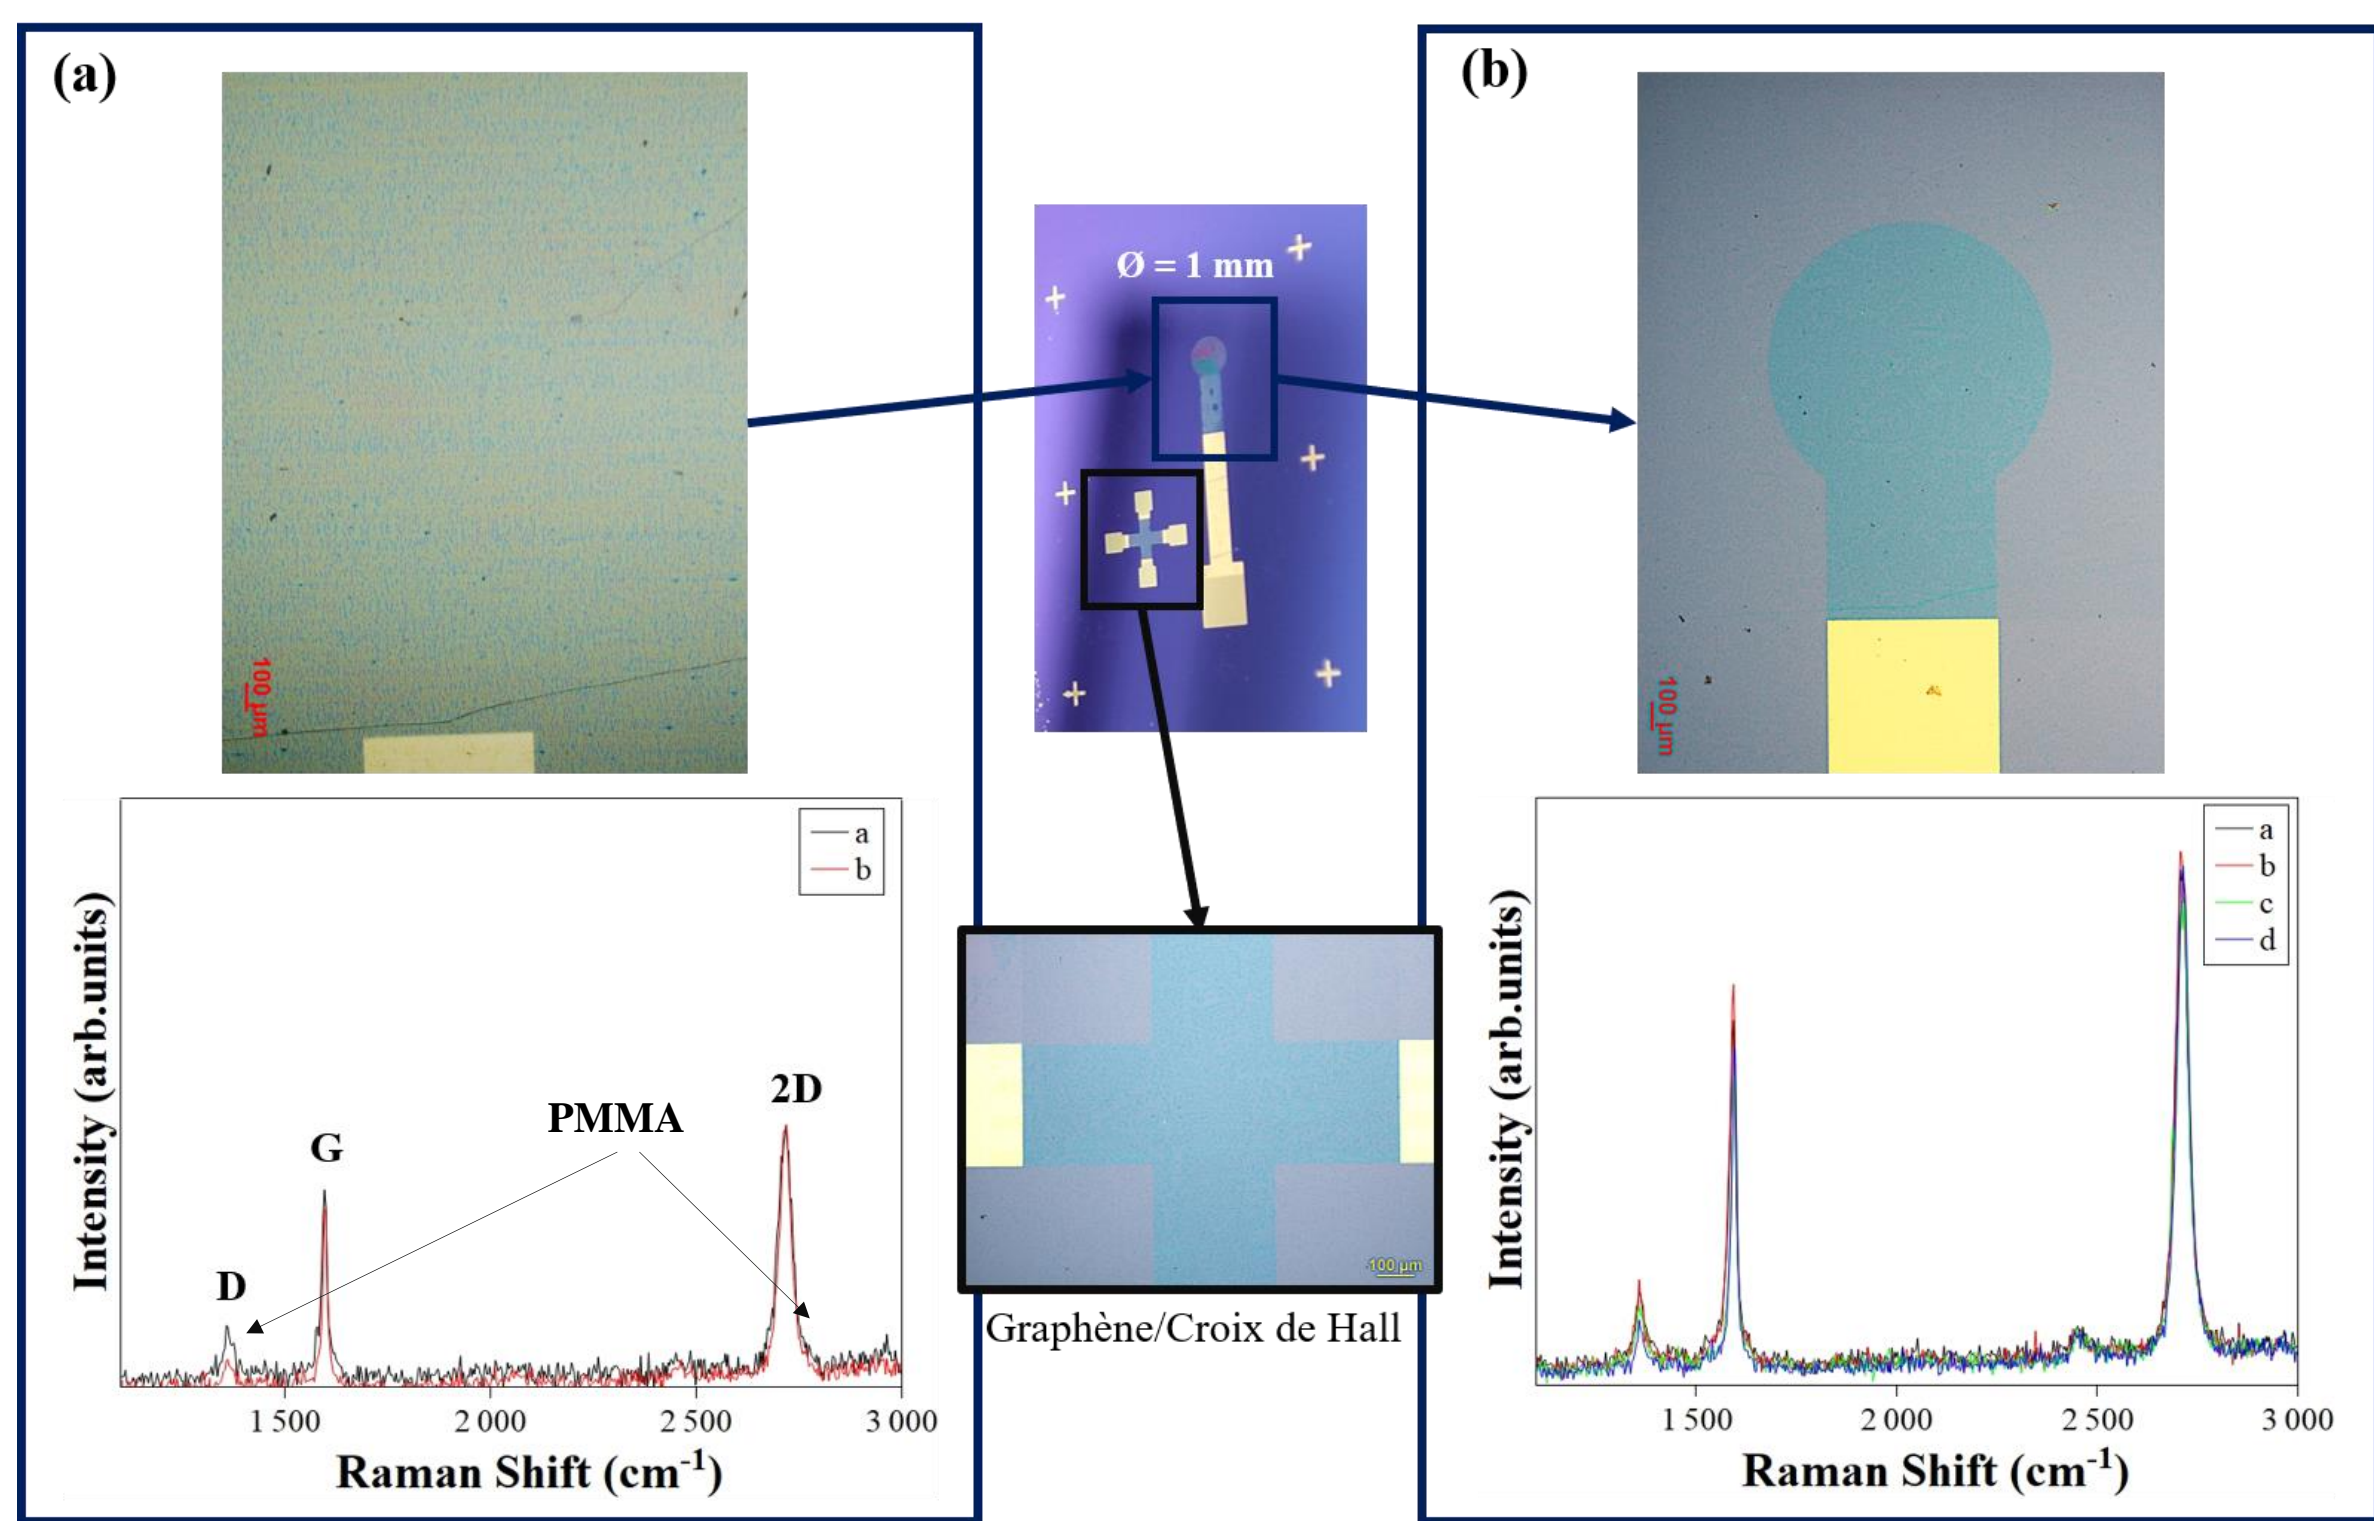 (a)
100 µm
a
b
2D
PMMA
G
D
Intensity (arb.units)
1 500 2 000 2 500 3 000
Raman Shift (cm-1)
Ø = 1 mm
100 µm
Graphène/Croix de Hall
(b)
100 µm
a
b
c
d
Intensity (arb.units)
1 500 2 000 2 500 3 000
Raman Shift (cm-1)